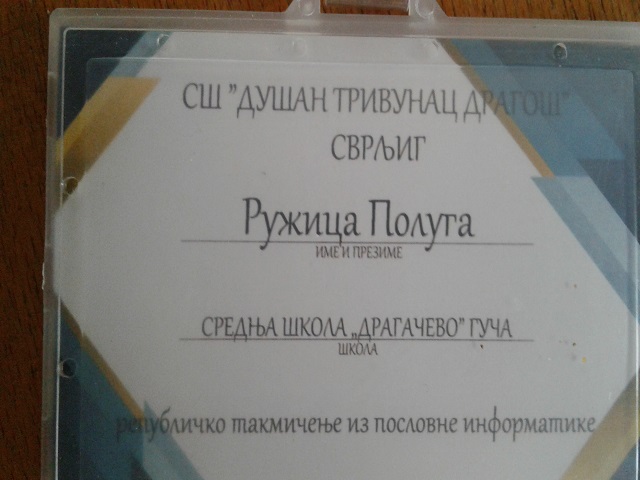 СШ ”ДУШАН ТРИВУНАЦ ДРАГОШ”
СВРЉИГ
Ружица Полуга
ИМЕ И ПРЕЗИМЕ
СРЕДЊА ШКОЛА „ДРАГАЧЕВО” ГУЧА
ШКОЛА
републичко такмичење из пословне информатике